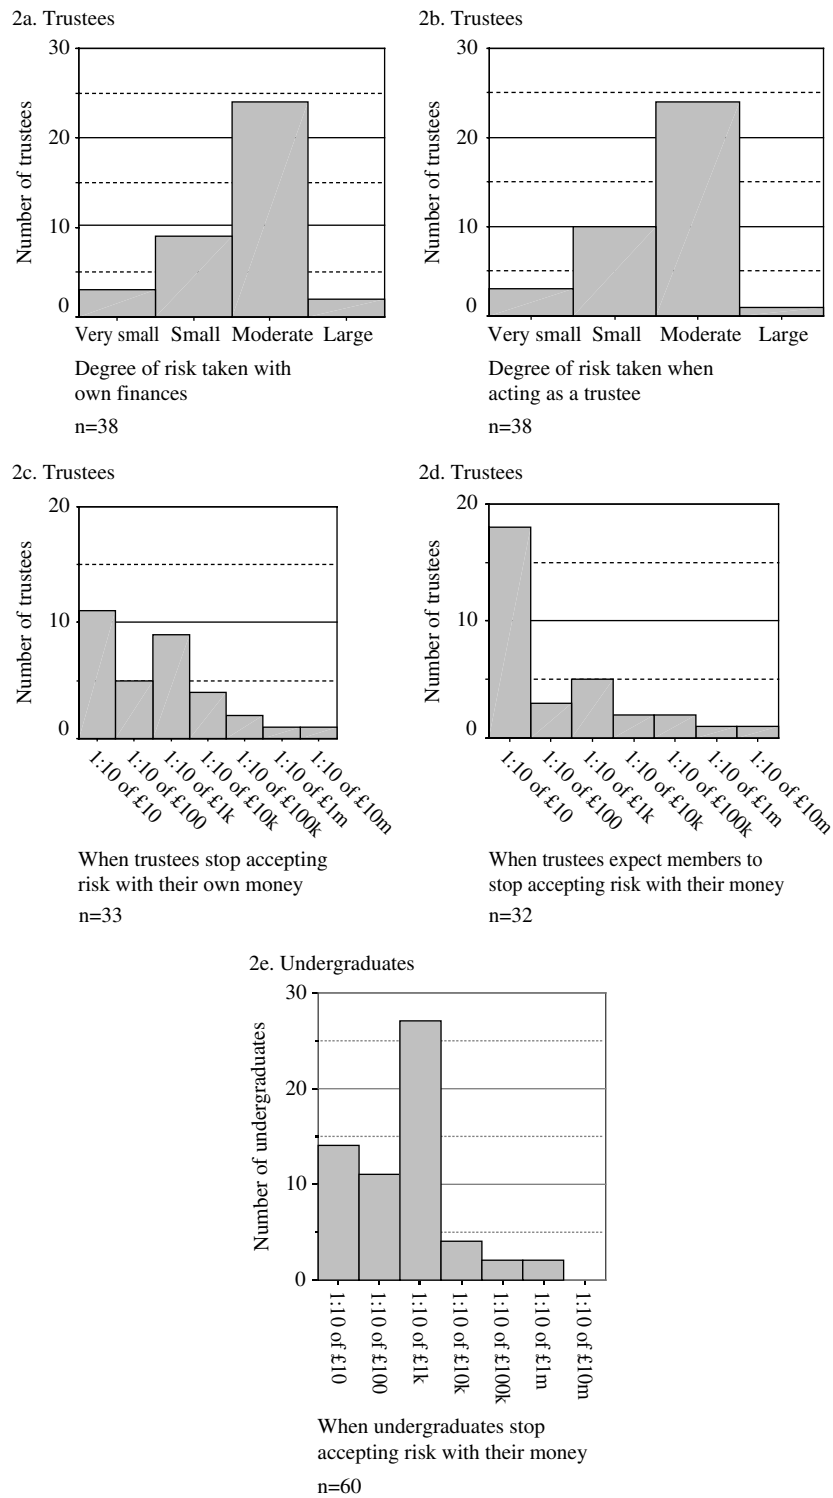 2a. Trustees
30
20
10
0
Number of trustees
Very small Small Moderate Large
Degree of risk taken with
own finances
n=38
2b. Trustees
30
20
10
0
Number of trustees
Very small Small Moderate Large
Degree of risk taken when
acting as a trustee
n=38
2c. Trustees
20
10
0
Number of trustees
1:10 of £10
1:10 of £100
1:10 of £1k
1:10 of £10k
1:10 of £100k
1:10 of £1m
1:10 of £10m
When trustees stop accepting
risk with their own money
n=33
2d. Trustees
20
10
0
Number of trustees
1:10 of £10
1:10 of £100
1:10 of £1k
1:10 of £10k
1:10 of £100k
1:10 of £1m
1:10 of £10m
When trustees expect members to
stop accepting risk with their money
n=32
2e. Undergraduates
30
20
10
0
Number of undergraduates
1:10 of £10
1:10 of £100
1:10 of £1k
1:10 of £10k
1:10 of £100k
1:10 of £1m
1:10 of £10m
When undergraduates stop
accepting risk with their money
n=60